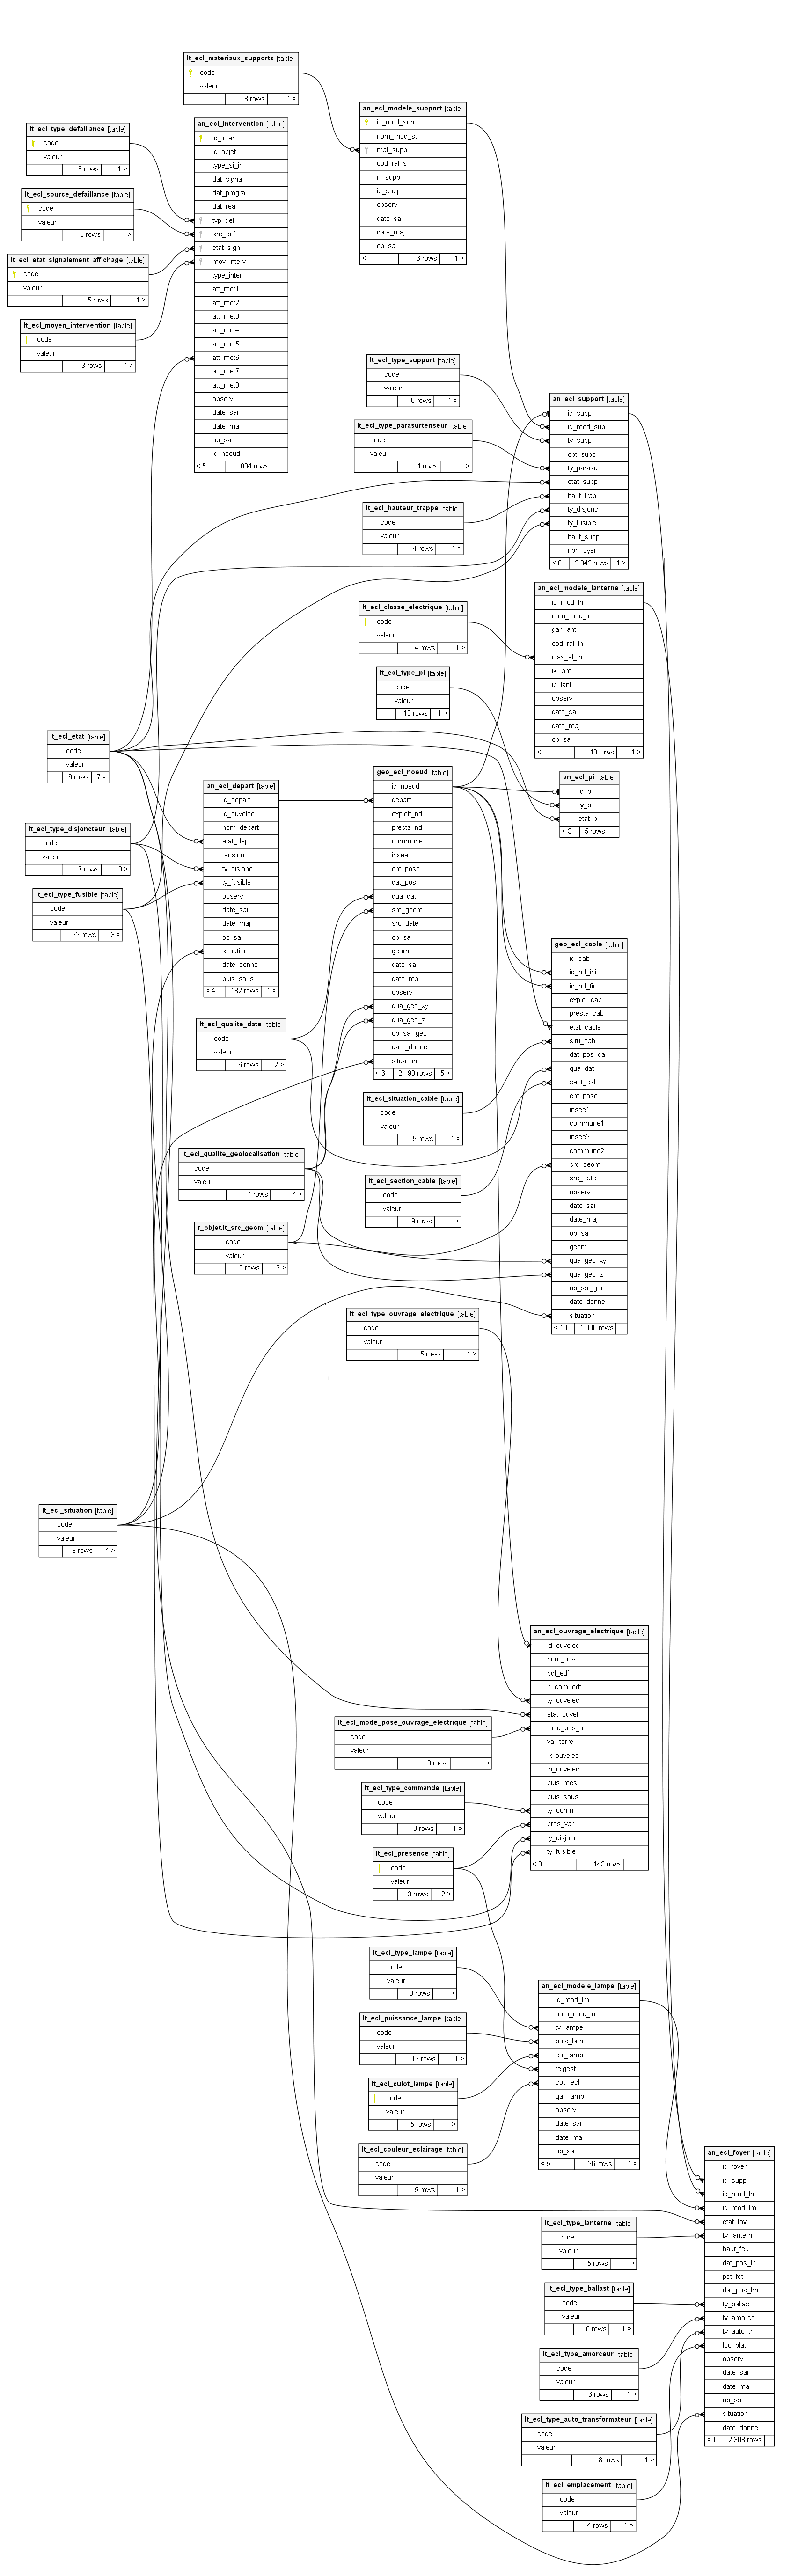 lt_ecl_materiaux_supports [table]
code
valeur
8 rows 1 >
an_ecl_modele_support [table]
id_mod_sup
nom_mod_su
mat_supp
cod_ral_s
ik_supp
ip_supp
observ
date_sai
date_maj
op_sai
< 1 16 rows 1 >
an_ecl_intervention [table]
id_inter
id_objet
type_si_in
dat_signa
dat_progra
dat_real
typ_def
src_def
etat_sign
moy_interv
type_inter
att_met1
att_met2
att_met3
att_met4
att_met5
att_met6
att_met7
att_met8
observ
date_sai
date_maj
op_sai
id_noeud
< 5 1 034 rows
lt_ecl_type_defaillance [table]
code
valeur
8 rows 1 >
lt_ecl_source_defaillance [table]
code
valeur
6 rows 1 >
lt_ecl_etat_signalement_affichage [table]
code
valeur
5 rows 1 >
lt_ecl_moyen_intervention [table]
code
valeur
3 rows 1 >
lt_ecl_type_support [table]
code
valeur
6 rows 1 >
lt_ecl_type_parasurtenseur [table]
code
valeur
4 rows 1 >
an_ecl_support [table]
id_supp
id_mod_sup
ty_supp
opt_supp
ty_parasu
etat_supp
haut_trap
ty_disjonc
ty_fusible
haut_supp
nbr_foyer
< 8 2 042 rows 1 >
lt_ecl_hauteur_trappe [table]
code
valeur
4 rows 1 >
an_ecl_modele_lanterne [table]
id_mod_ln
nom_mod_ln
gar_lant
cod_ral_ln
clas_el_ln
ik_lant
ip_lant
observ
date_sai
date_maj
op_sai
< 1 40 rows 1 >
lt_ecl_classe_electrique [table]
code
valeur
4 rows 1 >
lt_ecl_type_pi [table]
code
valeur
10 rows 1 >
lt_ecl_etat [table]
code
valeur
6 rows 7 >
an_ecl_pi [table]
id_pi
ty_pi
etat_pi
< 3 5 rows
geo_ecl_noeud [table]
id_noeud
depart
exploit_nd
presta_nd
commune
insee
ent_pose
dat_pos
qua_dat
src_geom
src_date
op_sai
geom
date_sai
date_maj
observ
qua_geo_xy
qua_geo_z
op_sai_geo
date_donne
situation
< 6 2 190 rows 5 >
an_ecl_depart [table]
id_depart
id_ouvelec
nom_depart
etat_dep
tension
ty_disjonc
ty_fusible
observ
date_sai
date_maj
op_sai
situation
date_donne
puis_sous
< 4 182 rows 1 >
lt_ecl_type_disjoncteur [table]
code
valeur
7 rows 3 >
lt_ecl_type_fusible [table]
code
valeur
22 rows 3 >
geo_ecl_cable [table]
id_cab
id_nd_ini
id_nd_fin
exploi_cab
presta_cab
etat_cable
situ_cab
dat_pos_ca
qua_dat
sect_cab
ent_pose
insee1
commune1
insee2
commune2
src_geom
src_date
observ
date_sai
date_maj
op_sai
geom
qua_geo_xy
qua_geo_z
op_sai_geo
date_donne
situation
< 10 1 090 rows
lt_ecl_qualite_date [table]
code
valeur
6 rows 2 >
lt_ecl_situation_cable [table]
code
valeur
9 rows 1 >
lt_ecl_qualite_geolocalisation [table]
code
valeur
4 rows 4 >
lt_ecl_section_cable [table]
code
valeur
9 rows 1 >
r_objet.lt_src_geom [table]
code
valeur
0 rows 3 >
lt_ecl_type_ouvrage_electrique [table]
code
valeur
5 rows 1 >
lt_ecl_situation [table]
code
valeur
3 rows 4 >
an_ecl_ouvrage_electrique [table]
id_ouvelec
nom_ouv
pdl_edf
n_com_edf
ty_ouvelec
etat_ouvel
mod_pos_ou
val_terre
ik_ouvelec
ip_ouvelec
puis_mes
puis_sous
ty_comm
pres_var
ty_disjonc
ty_fusible
< 8 143 rows
lt_ecl_mode_pose_ouvrage_electrique [table]
code
valeur
8 rows 1 >
lt_ecl_type_commande [table]
code
valeur
9 rows 1 >
lt_ecl_presence [table]
code
valeur
3 rows 2 >
lt_ecl_type_lampe [table]
code
valeur
8 rows 1 >
lt_ecl_puissance_lampe [table]
code
valeur
13 rows 1 >
lt_ecl_culot_lampe [table]
code
valeur
5 rows 1 >
lt_ecl_couleur_eclairage [table]
code
valeur
5 rows 1 >
an_ecl_modele_lampe [table]
id_mod_lm
nom_mod_lm
ty_lampe
puis_lam
cul_lamp
telgest
cou_ecl
gar_lamp
observ
date_sai
date_maj
op_sai
< 5 26 rows 1 >
an_ecl_foyer [table]
id_foyer
id_supp
id_mod_ln
id_mod_lm
etat_foy
ty_lantern
haut_feu
dat_pos_ln
pct_fct
dat_pos_lm
ty_ballast
ty_amorce
ty_auto_tr
loc_plat
observ
date_sai
date_maj
op_sai
situation
date_donne
< 10 2 308 rows
lt_ecl_type_lanterne [table]
code
valeur
5 rows 1 >
lt_ecl_type_ballast [table]
code
valeur
6 rows 1 >
lt_ecl_type_amorceur [table]
code
valeur
6 rows 1 >
lt_ecl_type_auto_transformateur [table]
code
valeur
18 rows 1 >
lt_ecl_emplacement [table]
code
valeur
4 rows 1 >